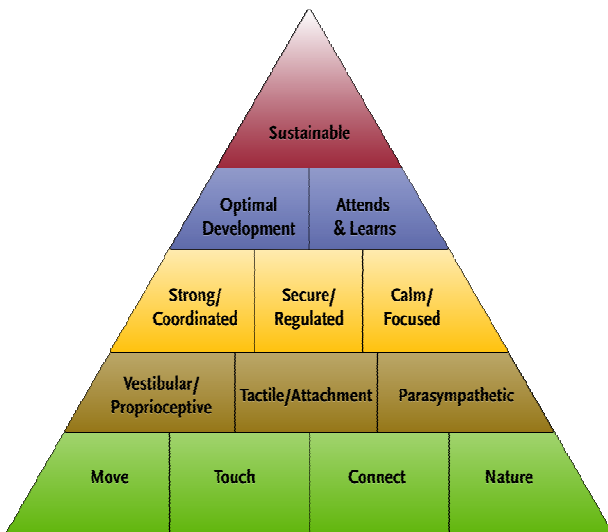 Sustainable
Optimal
Development
Attends
& Learns
Strong/
Coordinated
Secure/
Regulated
Calm/
Focused
Vestibular/
Proprioceptive
Tactile/Attachment
Parasympathetic
Move
Touch
Connect
Nature